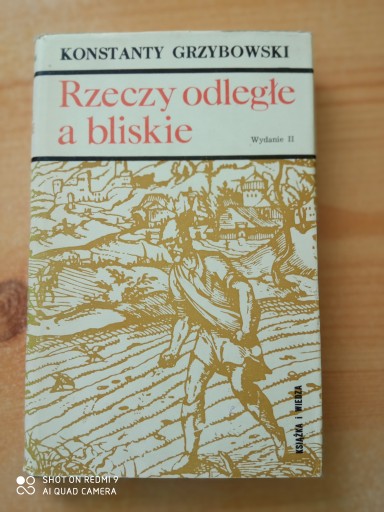 KONSTANTY GRZYBOWSKI
Rzeczy odległe
a bliskie
Wydanie II
KSIĄŻKA i WIEDZA
SHOT ON REDMI 9
AI QUAD CAMERA